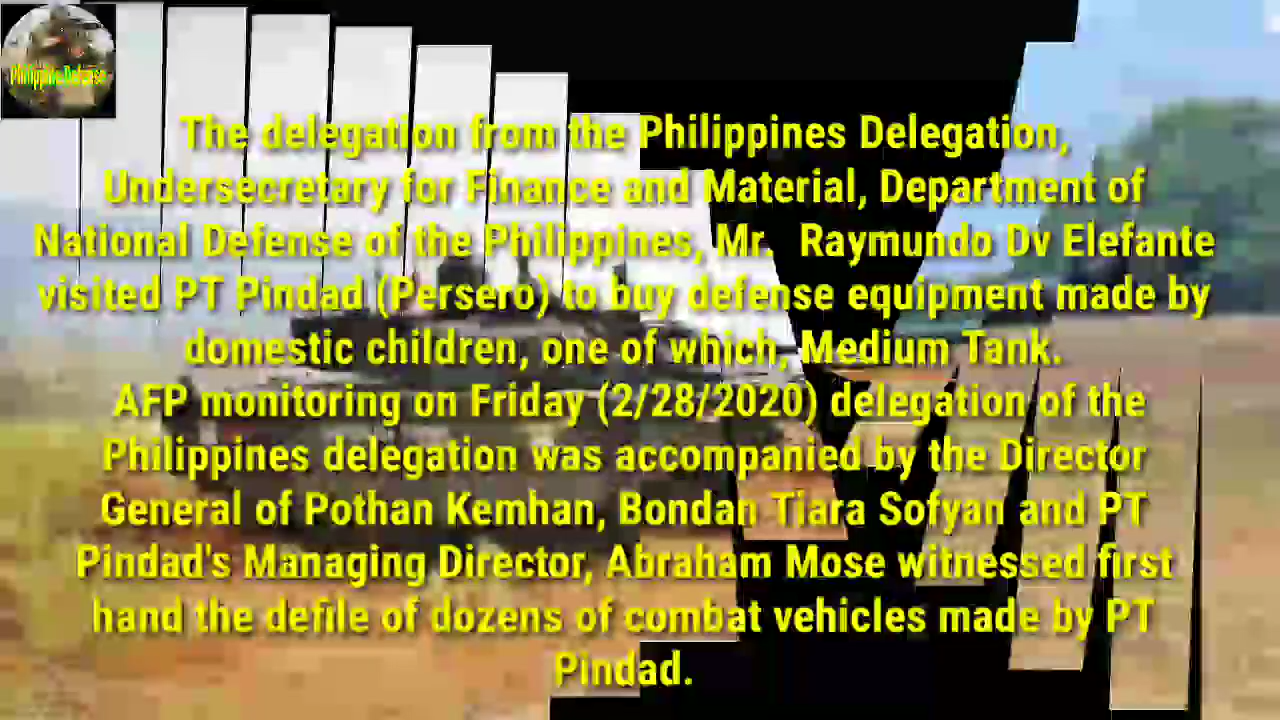 Philippine Defense
The delegation from the Philippines Delegation,
Undersecretary for Finance and Material, Department of
National Defense of the Philippines, Mr. Raymundo Dv Elefante
visited PT Pindad (Persero) to buy defense equipment made by
domestic children, one of which, Medium Tank.
AFP monitoring on Friday (2/28/2020) delegation of the
Philippines delegation was accompanied by the Director
General of Pothan Kemhan, Bondan Tiara Sofyan and PT
Pindad's Managing Director, Abraham Mose witnessed first
hand the defile of dozens of combat vehicles made by PT
Pindad.